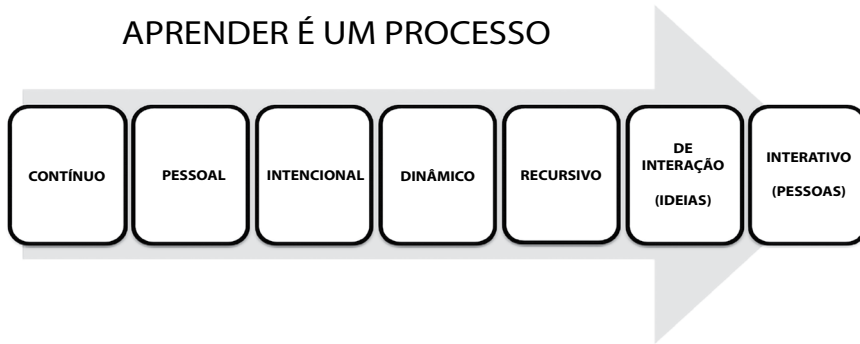 APRENDER É UM PROCESSO
CONTÍNUO
PESSOAL
INTENCIONAL
DINÂMICO
RECURSIVO
DE
INTERAÇÃO
(IDEIAS)
INTERATIVO
(PESSOAS)